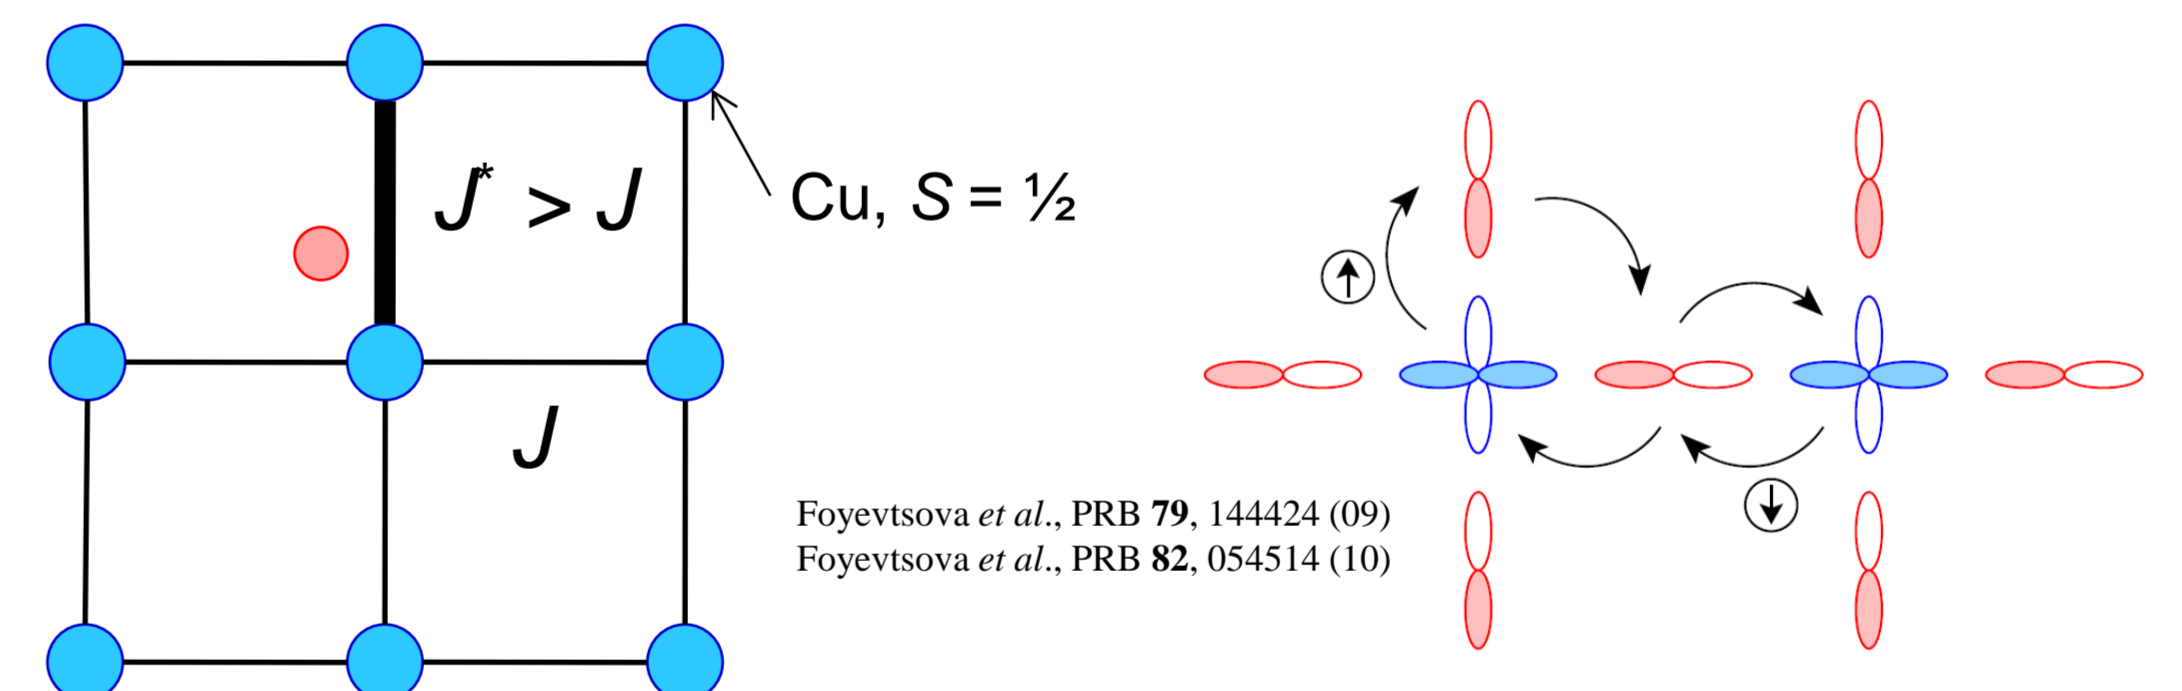 J* > J
Cu, S = ½
J
Foyevtsova et al., PRB 79, 144424 (09)
Foyevtsova et al., PRB 82, 054514 (10)